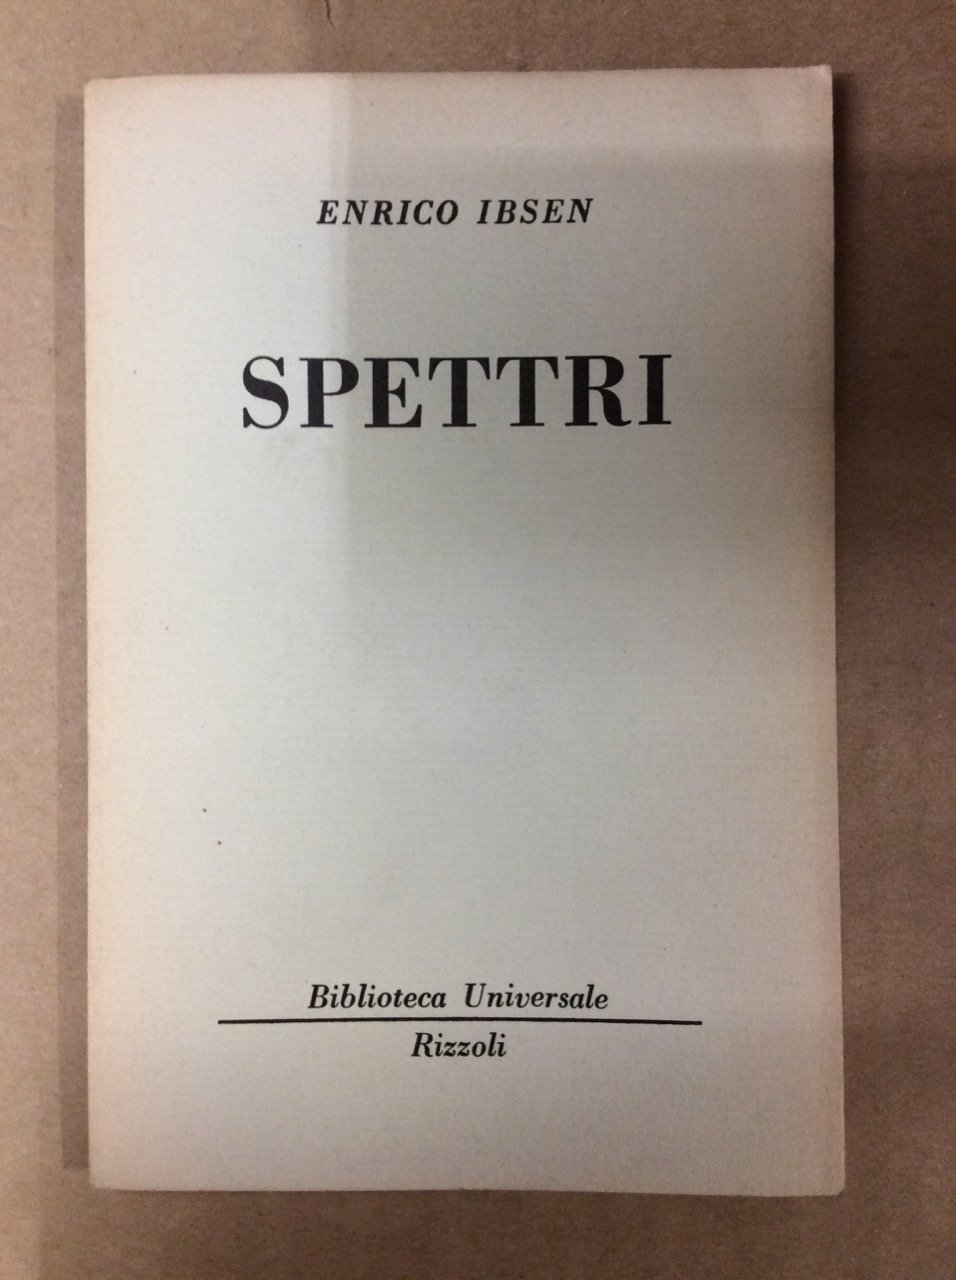 ENRICO IBSEN
SPETTRI
Biblioteca Universale
Rizzoli